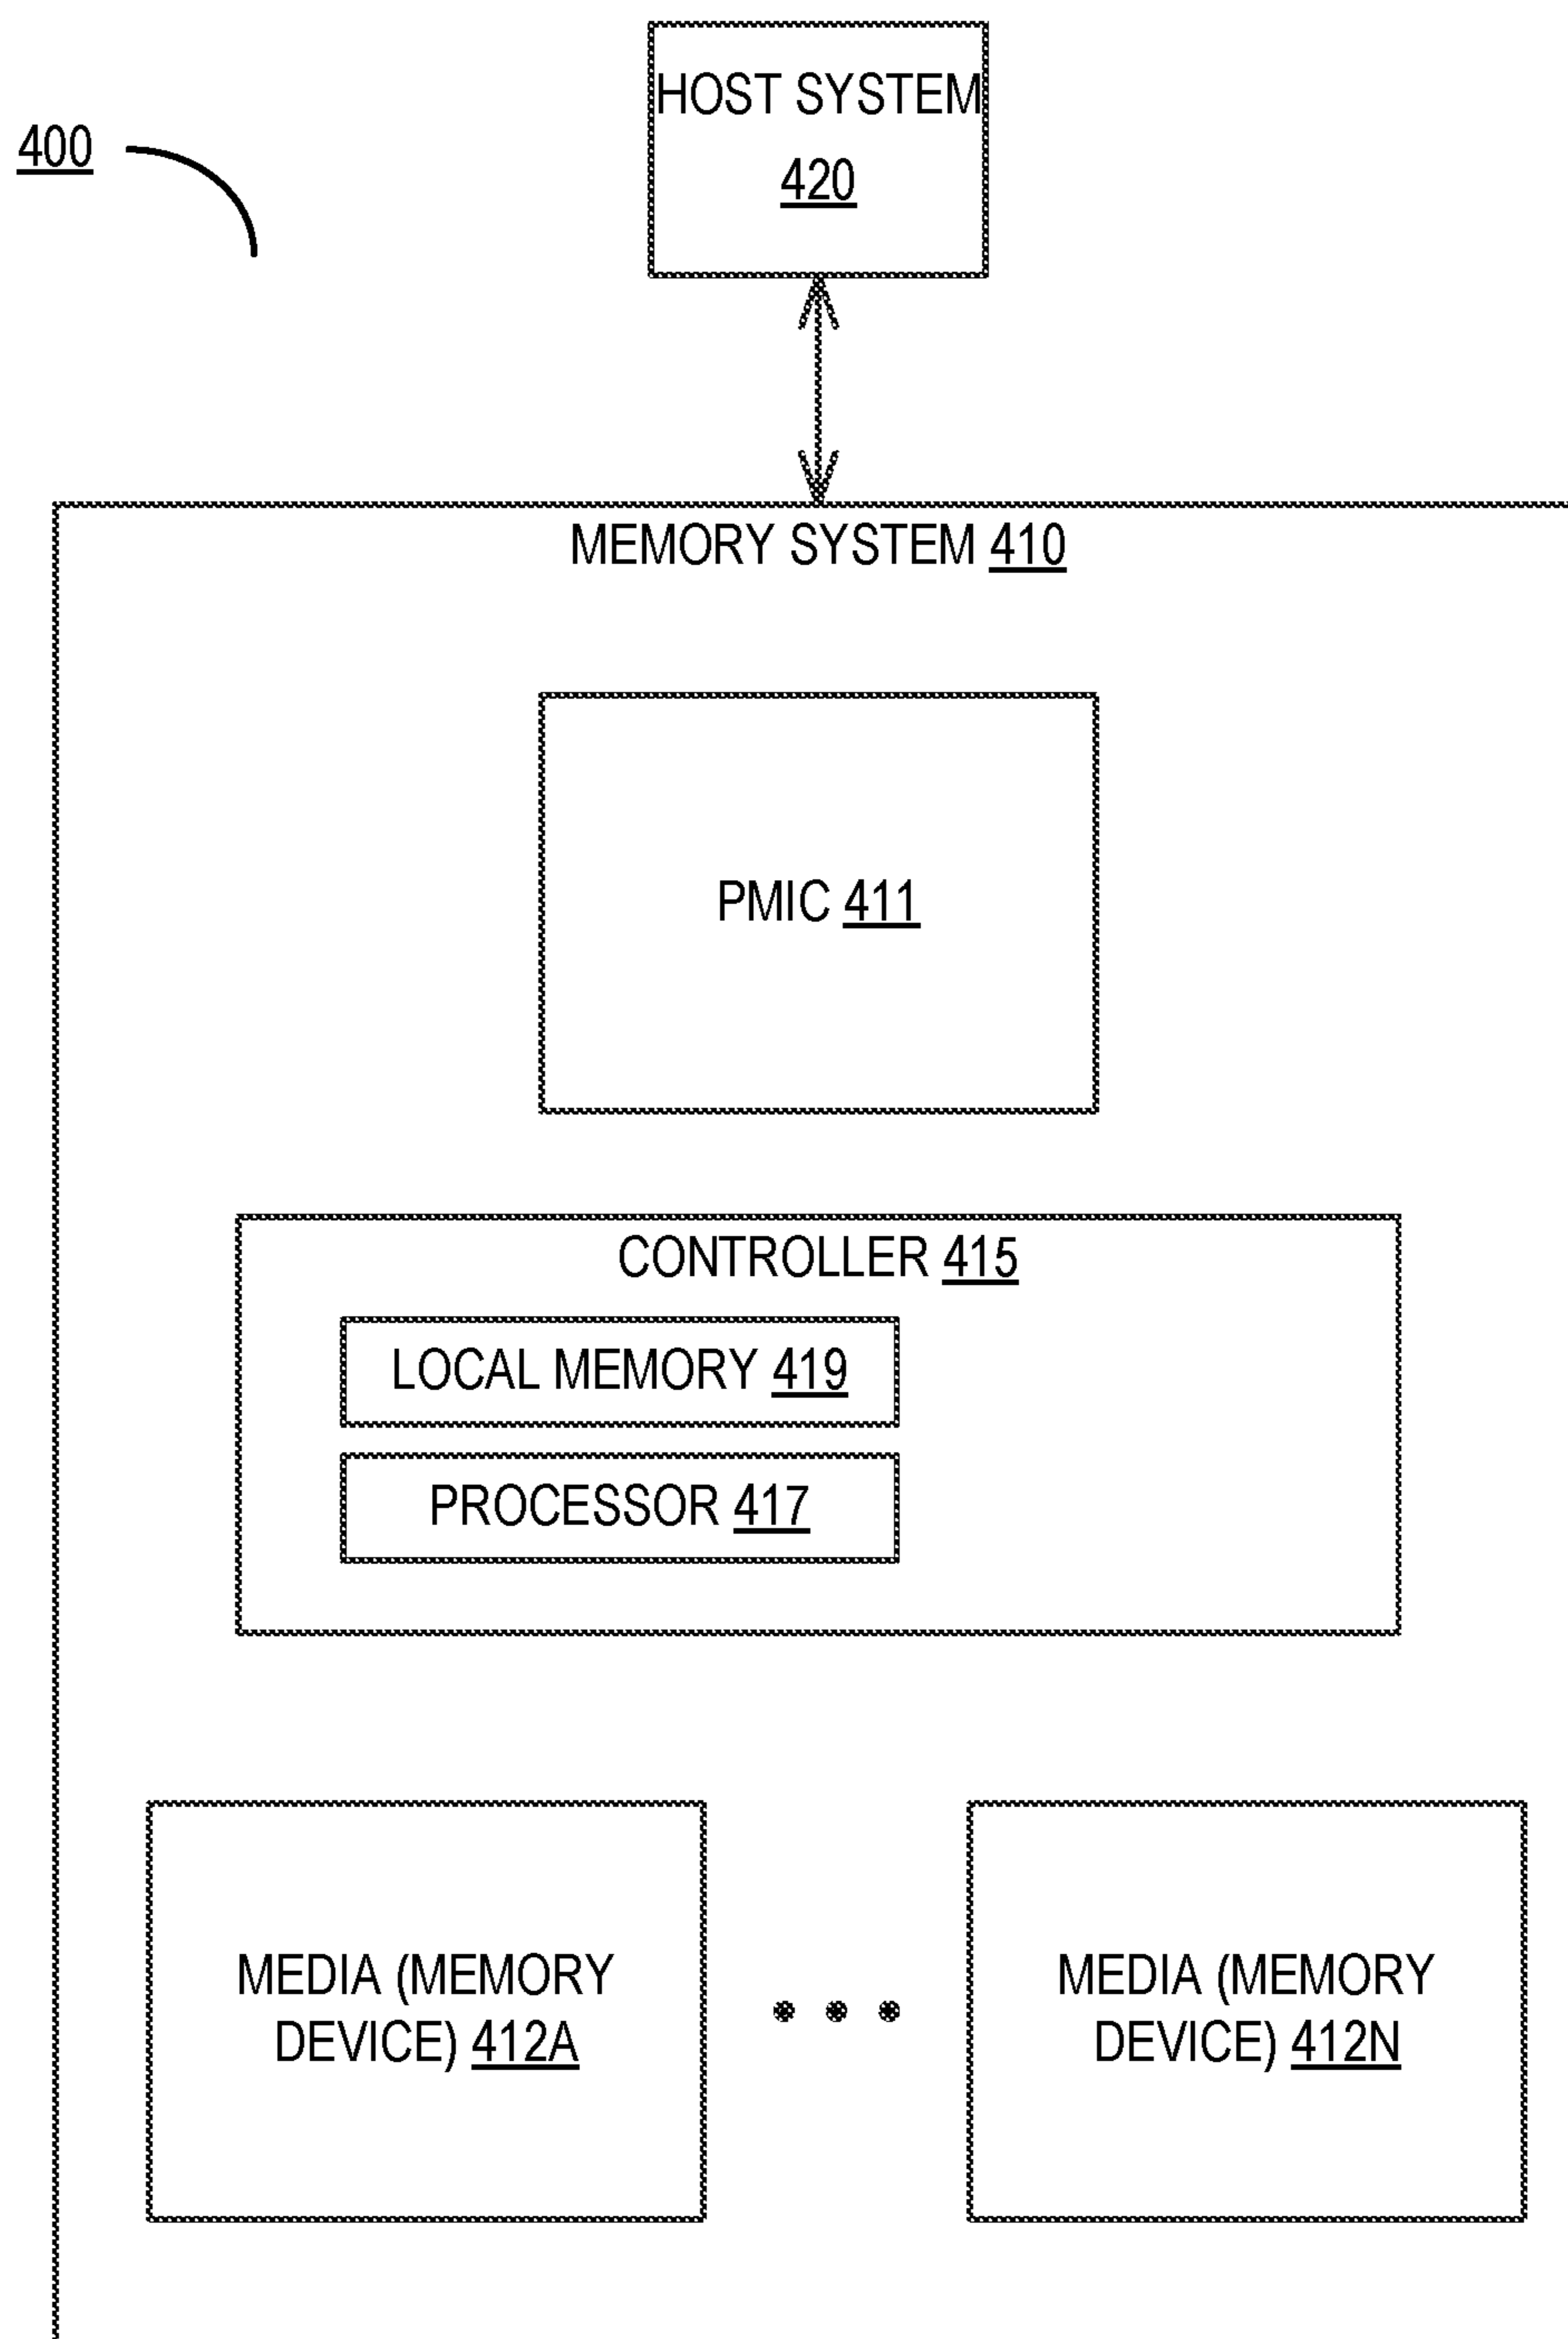 HOST SYSTEM
420
400
MEMORY SYSTEM 410
PMIC 411
CONTROLLER 415
LOCAL MEMORY 419
PROCESSOR 417
MEDIA (MEMORY
DEVICE) 412A
MEDIA (MEMORY
DEVICE) 412N